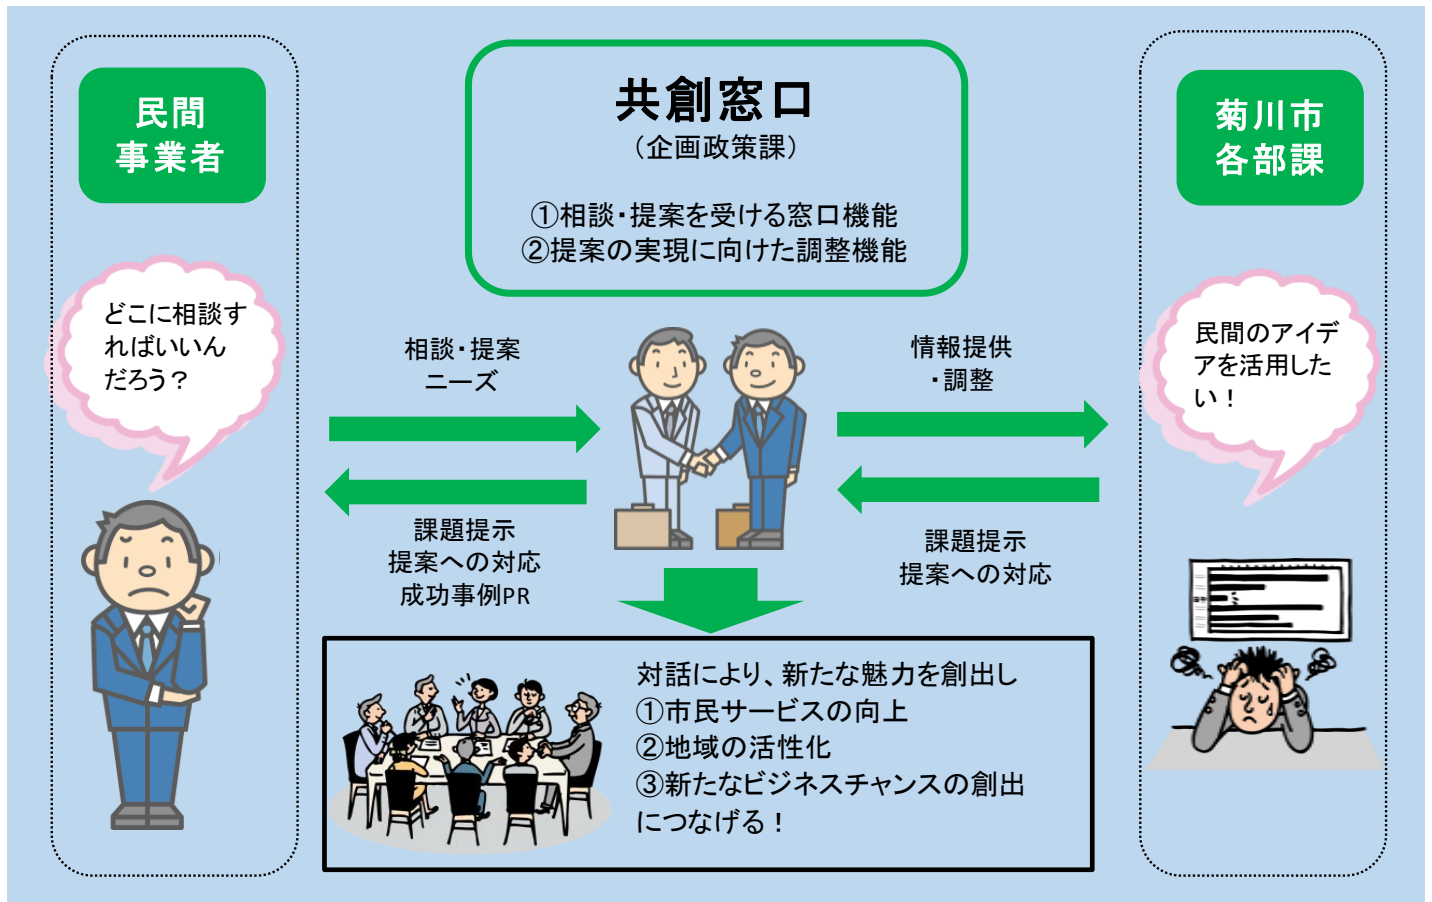 民間
事業者
どこに相談す
ればいいん
だろう？
共創窓口
（企画政策課）
①相談・提案を受ける窓口機能
②提案の実現に向けた調整機能
菊川市
各部課
民間のアイデ
アを活用した
い！
相談・提案
ニーズ
課題提示
提案への対応
成功事例PR
情報提供
・調整
課題提示
提案への対応
対話により、新たな魅力を創出し
①市民サービスの向上
②地域の活性化
③新たなビジネスチャンスの創出
につなげる！